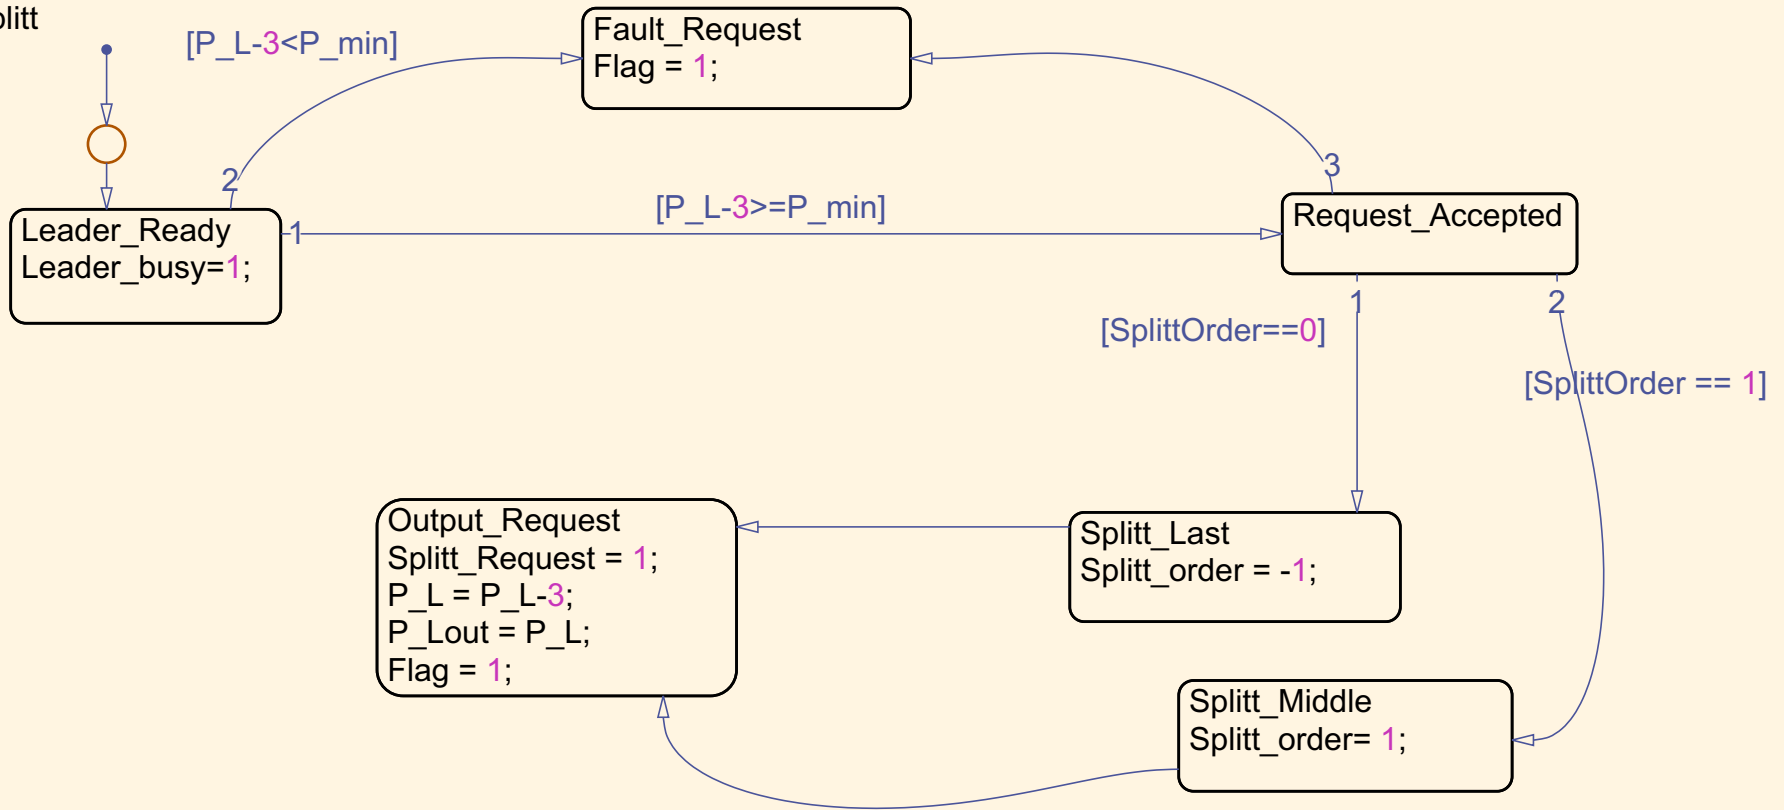 [P_L-3<P_min]
Fault_Request
Flag = 1;
2
3
[P_L-3>=P_min]
Leader_Ready
Leader_busy=1;
1
Request_Accepted
1
2
[SplittOrder==0]
[SplittOrder == 1]
Output_Request
Splitt_Request = 1;
P_L = P_L-3;
P_Lout = P_L;
Flag = 1;
Splitt_Last
Splitt_order = -1;
Splitt_Middle
Splitt_order= 1;